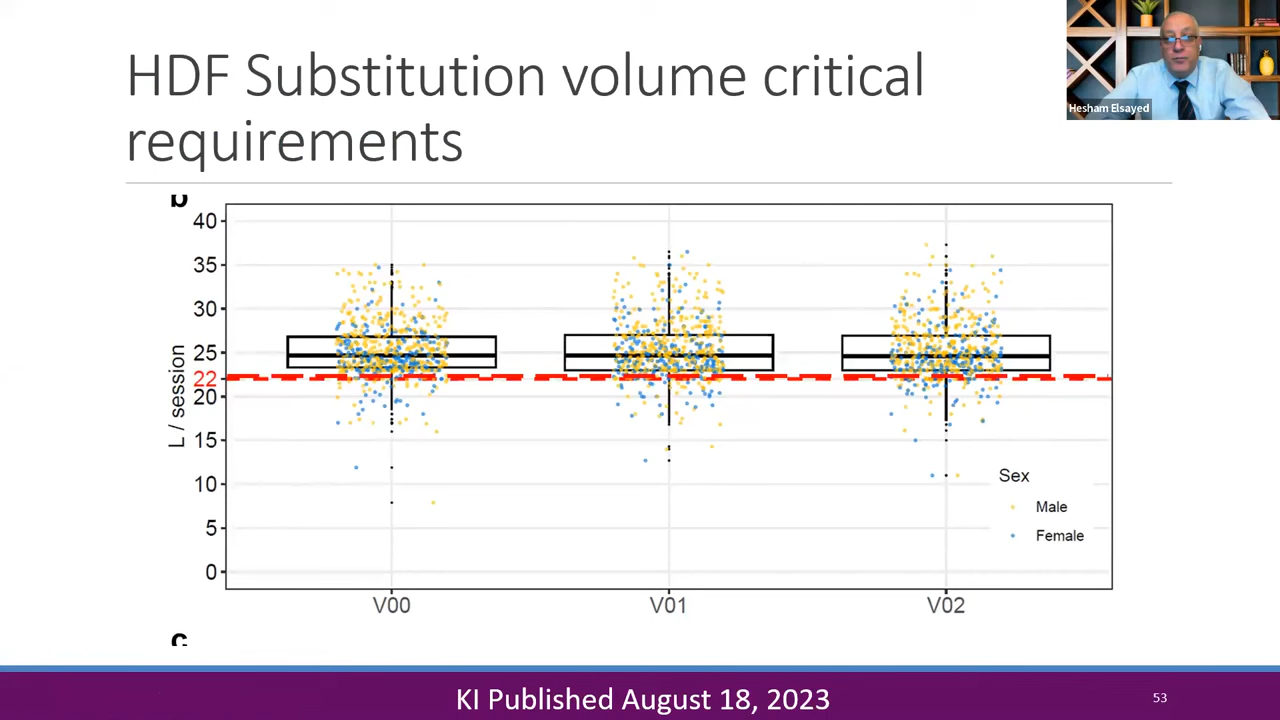 HDF Substitution volume critical
requirements
Hesham Elsayed
b
L / session
40
35
30
25
22
20
15
10
5
0
Sex
Male
Female
V00 V01 V02
c
KI Published August 18, 2023
53